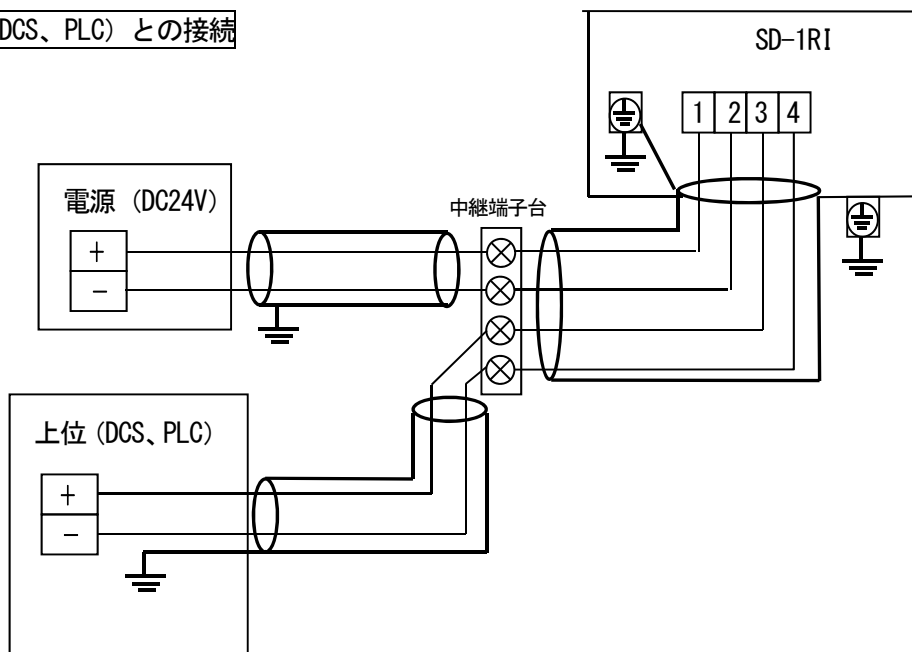 DCS、PLC）との接続
SD-1RI
1 2 3 4
電源（DC24V）
+
−
中継端子台
上位（DCS、PLC）
+
−